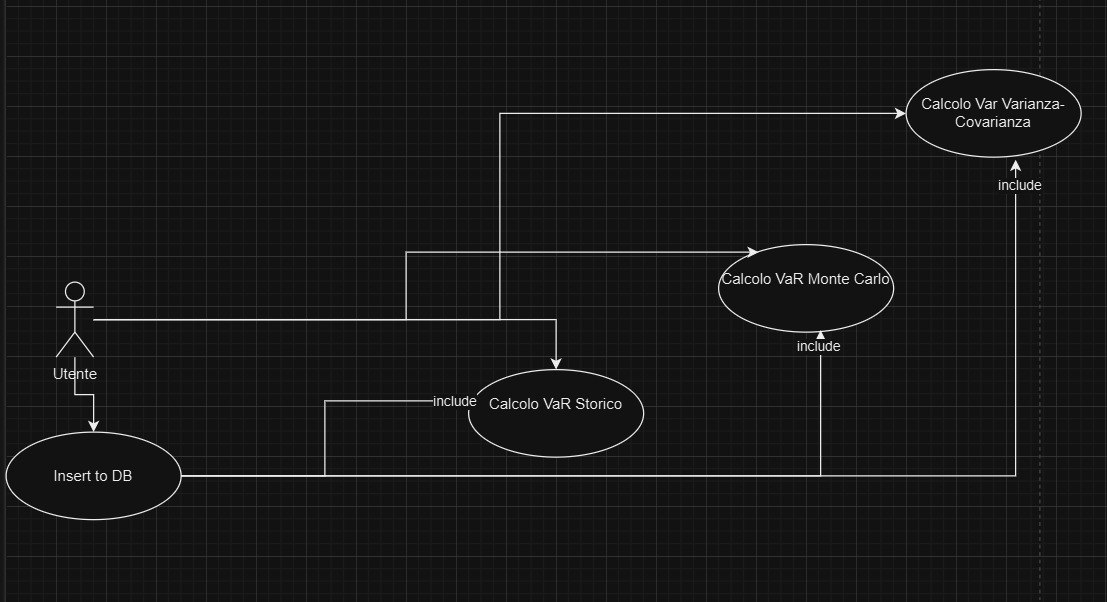 Calcolo Var Varianza-
Covarianza
include
Calcolo VaR Monte Carlo
include
Utente
include
Calcolo VaR Storico
Insert to DB